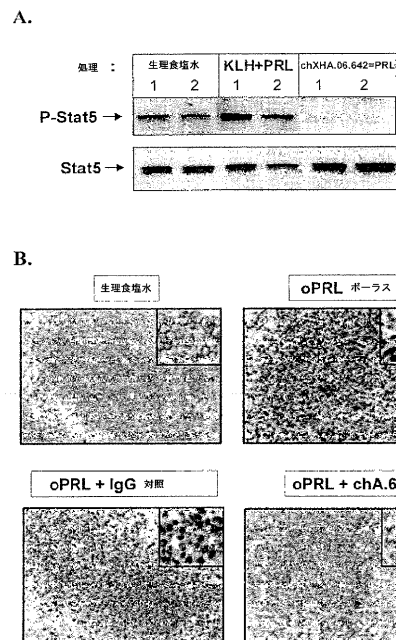 A.
処理 : 生理食塩水 KLH+PRL chXHA.06.642=PRL
1 2 1 2 1 2
P-Stat5 →
Stat5 →
B.
生理食塩水 oPRL ボーラス
oPRL + IgG 対照 oPRL + chA.6